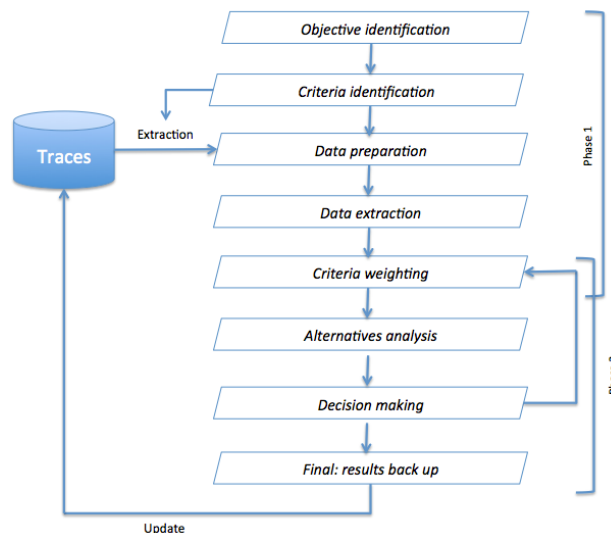 Objective identification
Criteria identification
Extraction
Traces
Data preparation
Phase 1
Data extraction
Criteria weighting
Alternatives analysis
Decision making
Final: results back up
Update